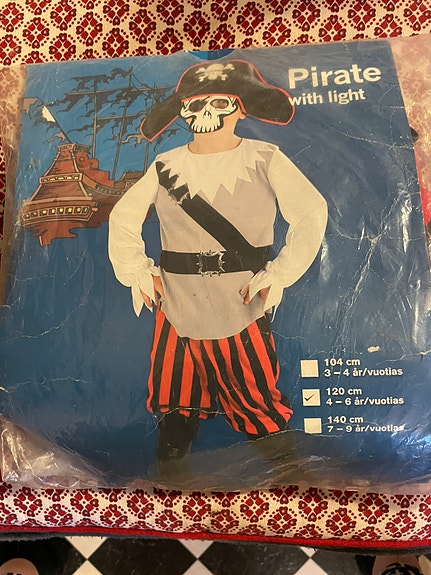 Pirate
with light
104 cm
3 – 4 år/vuotias
120 cm
4 – 6 år/vuotias
140 cm
7 – 9 år/vuotias